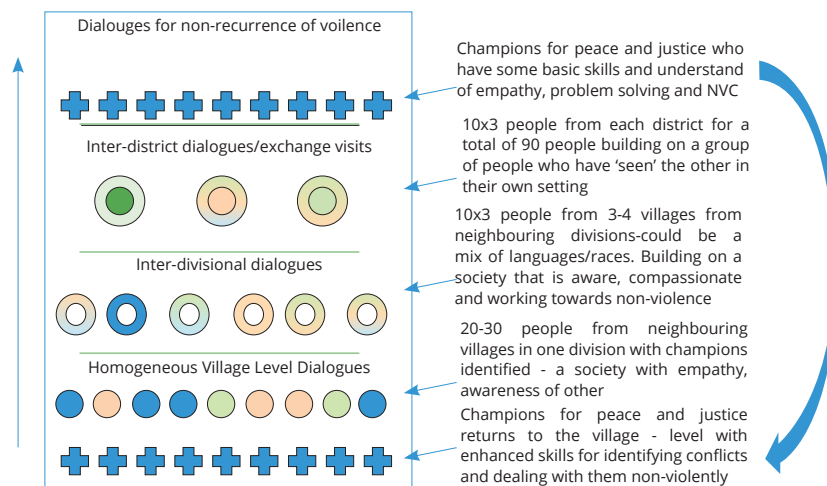 Dialouges for non-recurrence of voilence
Champions for peace and justice who
have some basic skills and understand
of empathy, problem solving and NVC
Inter-district dialogues/exchange visits
10x3 people from each district for a
total of 90 people building on a group
of people who have ‘seen’ the other in
their own setting
Inter-divisional dialogues
10x3 people from 3-4 villages from
neighbouring divisions-could be a
mix of languages/races. Building on a
society that is aware, compassionate
and working towards non-violence
Homogeneous Village Level Dialogues
20-30 people from neighbouring
villages in one division with champions
identified - a society with empathy,
awareness of other
Champions for peace and justice
returns to the village - level with
enhanced skills for identifying conflicts
and dealing with them non-violently